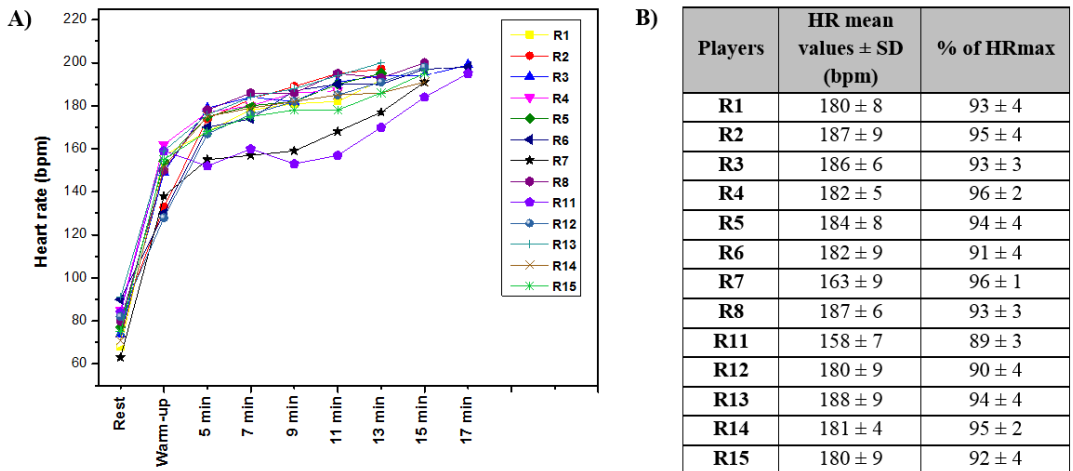 A)
220
200
180
160
140
120
100
80
60
Heart rate (bpm)
Rest
Warm-up
5 min
7 min
9 min
11 min
13 min
15 min
17 min
R1
R2
R3
R4
R5
R6
R7
R8
R11
R12
R13
R14
R15
B)
Players
HR mean
values ± SD
(bpm)
% of HRmax
R1 180 ± 8 93 ± 4
R2 187 ± 9 95 ± 4
R3 186 ± 6 93 ± 3
R4 182 ± 5 96 ± 2
R5 184 ± 8 94 ± 4
R6 182 ± 9 91 ± 4
R7 163 ± 9 96 ± 1
R8 187 ± 6 93 ± 3
R11 158 ± 7 89 ± 3
R12 180 ± 9 90 ± 4
R13 188 ± 9 94 ± 4
R14 181 ± 4 95 ± 2
R15 180 ± 9 92 ± 4